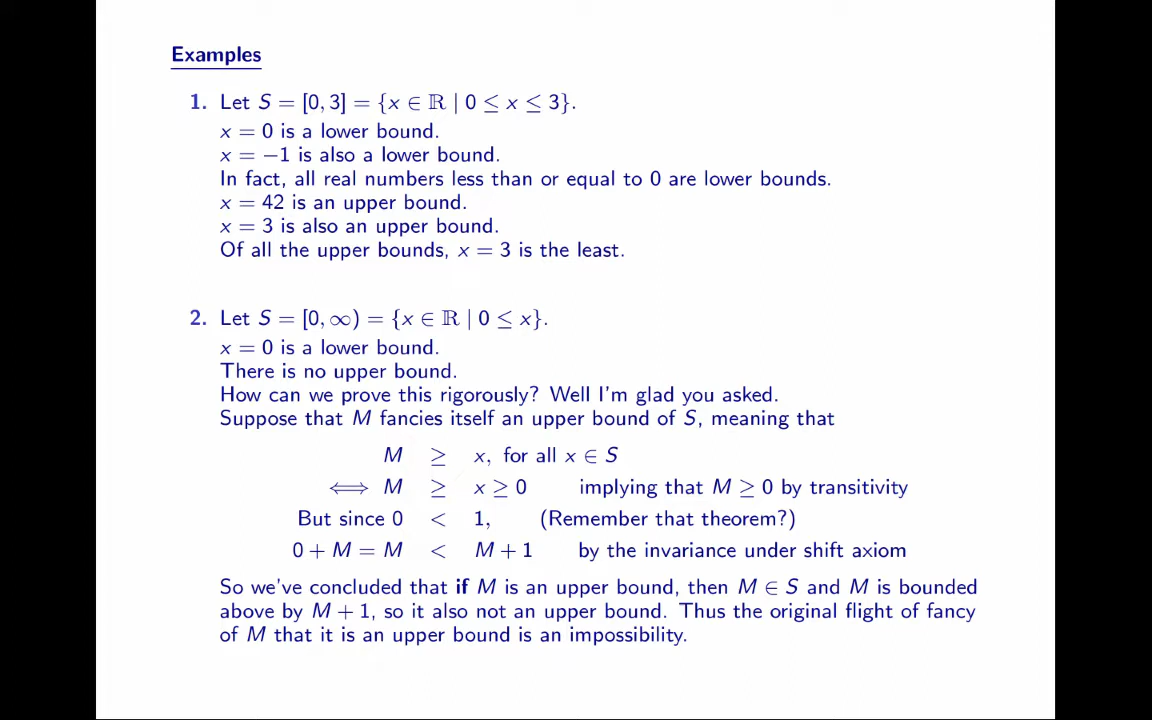 Examples
1. Let S = [0, 3] = {x ∈ ℝ | 0 ≤ x ≤ 3}.
x = 0 is a lower bound.
x = −1 is also a lower bound.
In fact, all real numbers less than or equal to 0 are lower bounds.
x = 42 is an upper bound.
x = 3 is also an upper bound.
Of all the upper bounds, x = 3 is the least.
2. Let S = [0, ∞) = {x ∈ ℝ | 0 ≤ x}.
x = 0 is a lower bound.
There is no upper bound.
How can we prove this rigorously? Well I'm glad you asked.
Suppose that M fancies itself an upper bound of S, meaning that
M ≥ x, for all x ∈ S
⟺ M ≥ x ≥ 0 implying that M ≥ 0 by transitivity
But since 0 < 1, (Remember that theorem?)
0 + M = M < M + 1 by the invariance under shift axiom
So we've concluded that if M is an upper bound, then M ∈ S and M is bounded
above by M + 1, so it also not an upper bound. Thus the original flight of fancy
of M that it is an upper bound is an impossibility.